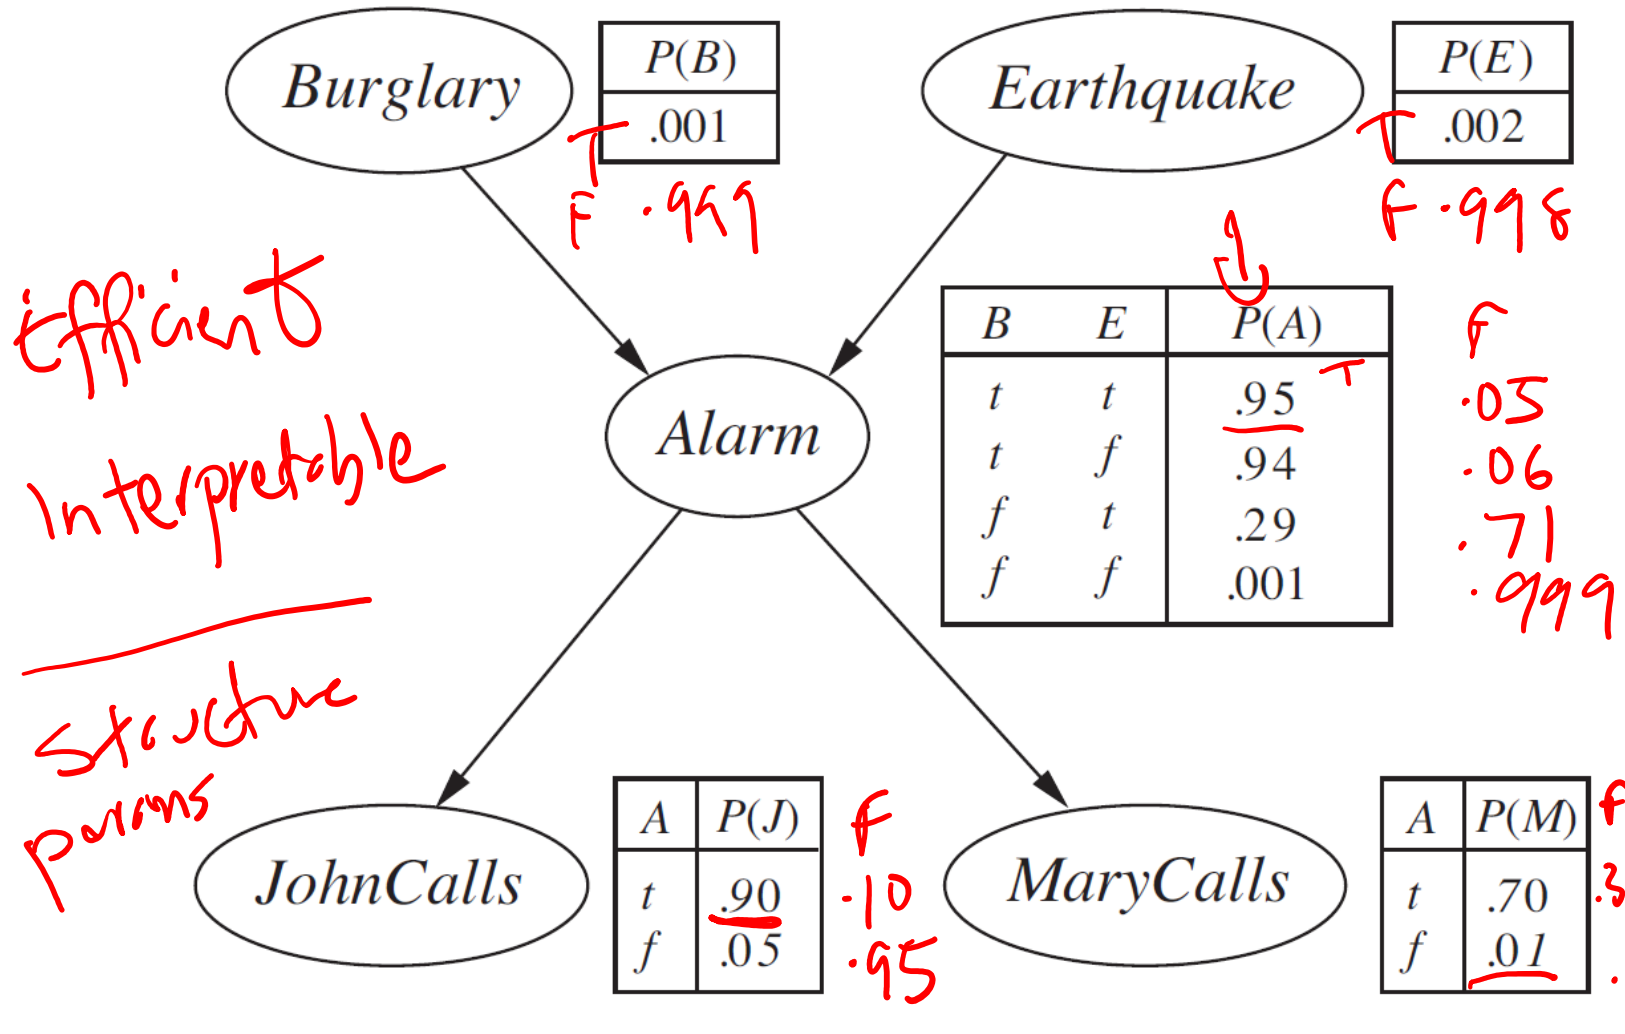 Burglary
P(B)
T .001
F .999
Earthquake
P(E)
T .002
F .998
Efficient
Interpretable
Structure
params
Alarm
B E P(A) F
T
t t .95 .05
t f .94 .06
f t .29 .71
f f .001 .999
JohnCalls
A P(J) F
t .90 .10
f .05 .95
MaryCalls
A P(M) F
t .70 .3
f .01 .